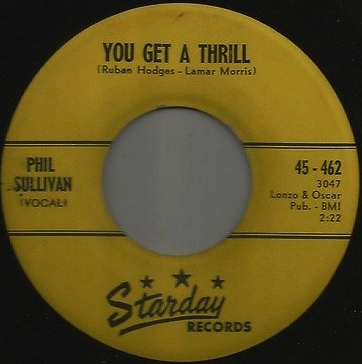 YOU GET A THRILL
(Ruban Hodges - Lamar Morris)
PHIL
SULLIVAN
(VOCAL)
45 - 462
3047
Lonzo & Oscar
Pub. - BMI
2:22
Starday
RECORDS